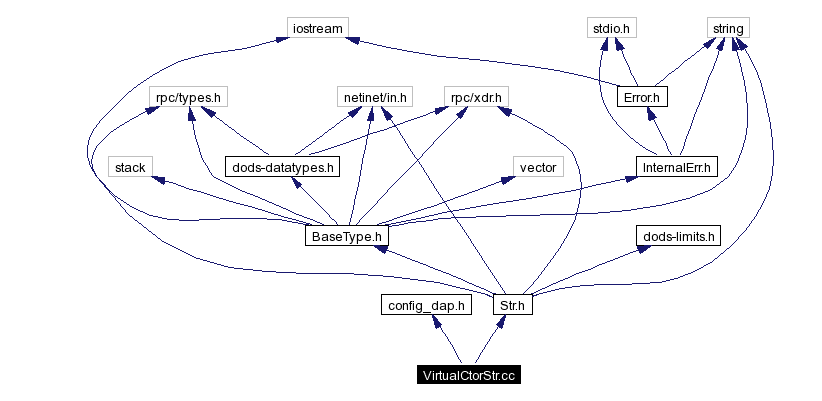 iostream
stdio.h
string
rpc/types.h
netinet/in.h
rpc/xdr.h
Error.h
stack
dods-datatypes.h
vector
InternalErr.h
BaseType.h
dods-limits.h
config_dap.h
Str.h
VirtualCtorStr.cc